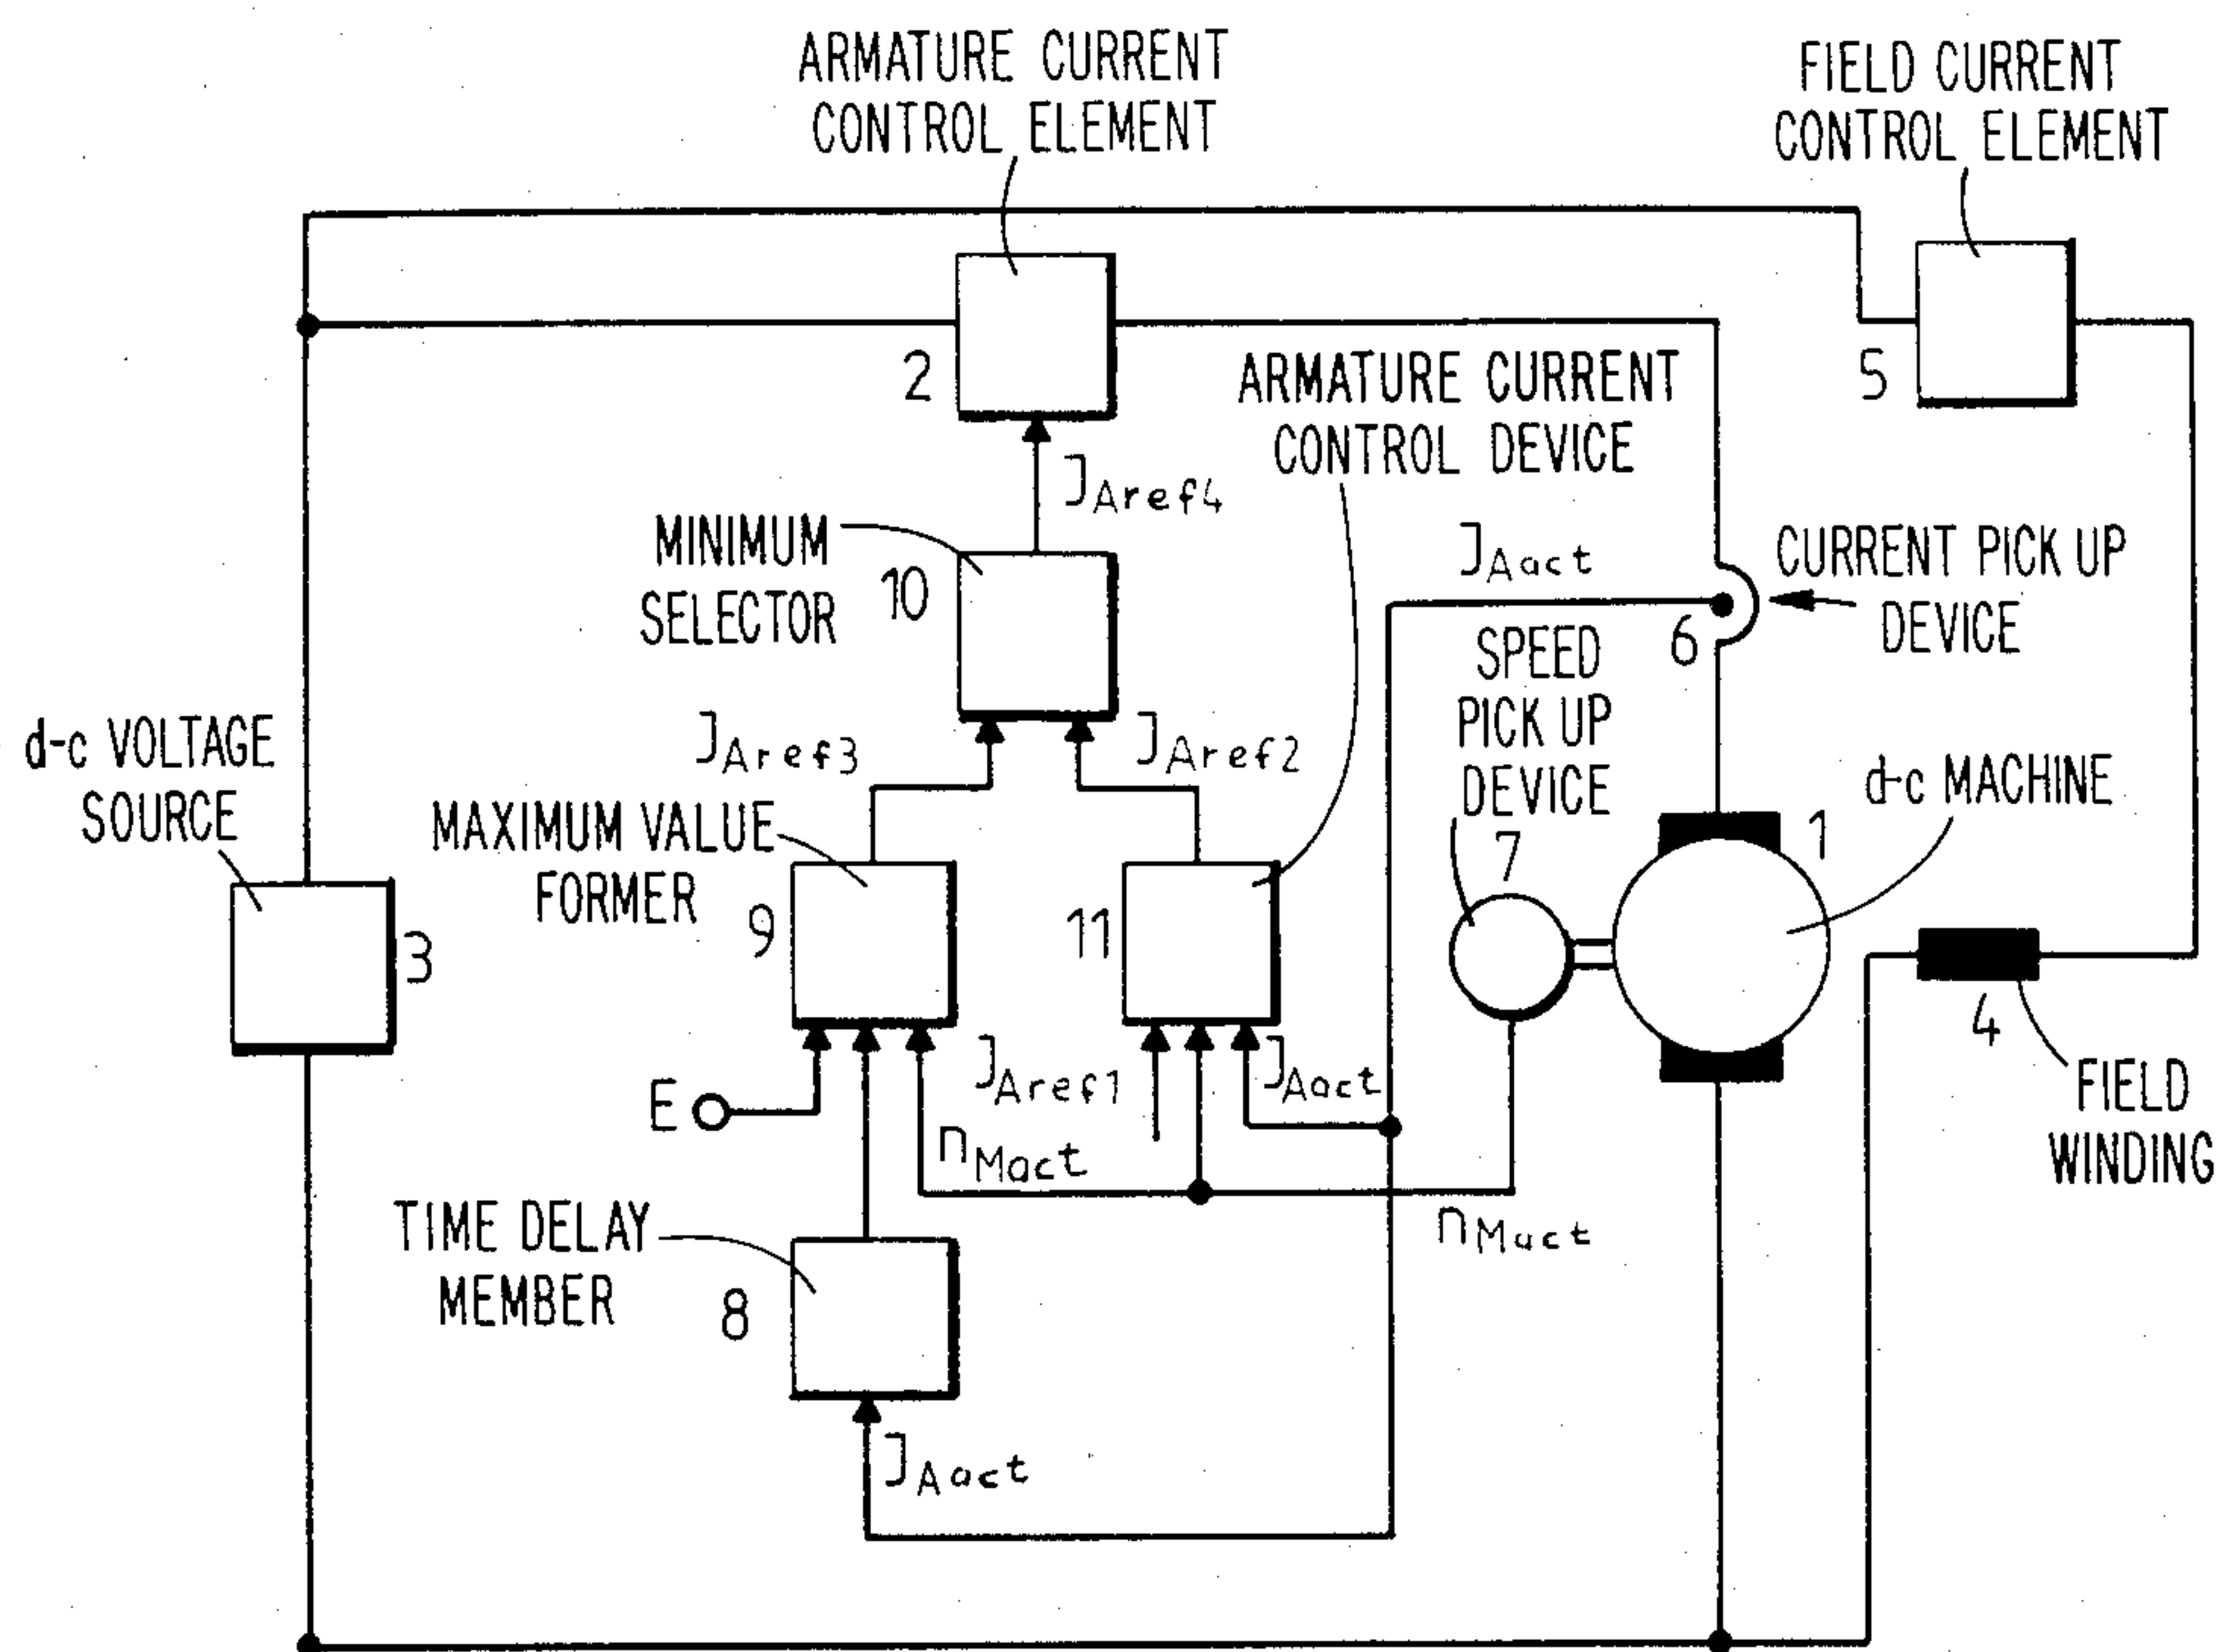 ARMATURE CURRENT
CONTROL ELEMENT
FIELD CURRENT
CONTROL ELEMENT
2
5
ARMATURE CURRENT
CONTROL DEVICE
JAref4
MINIMUM
SELECTOR
10
JAact
CURRENT PICK UP
DEVICE
6
SPEED
PICK UP
DEVICE
7
d-c VOLTAGE
SOURCE
3
JAref3
JAref2
d-c MACHINE
1
MAXIMUM VALUE
FORMER
9
11
4
FIELD
WINDING
E
JAref1
JAact
nMact
nMact
TIME DELAY
MEMBER
8
JAact